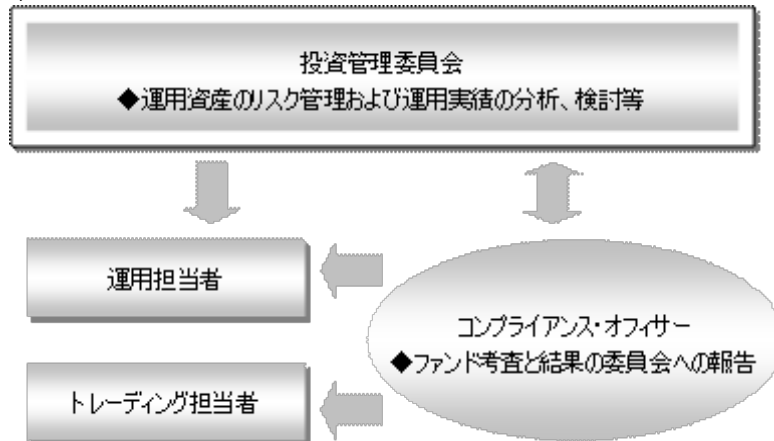 投資管理委員会
◆運用資産のリスク管理および運用実績の分析、検討等
運用担当者
コンプライアンス・オフィサー
◆ファンド考査と結果の委員会への報告
トレーディング担当者